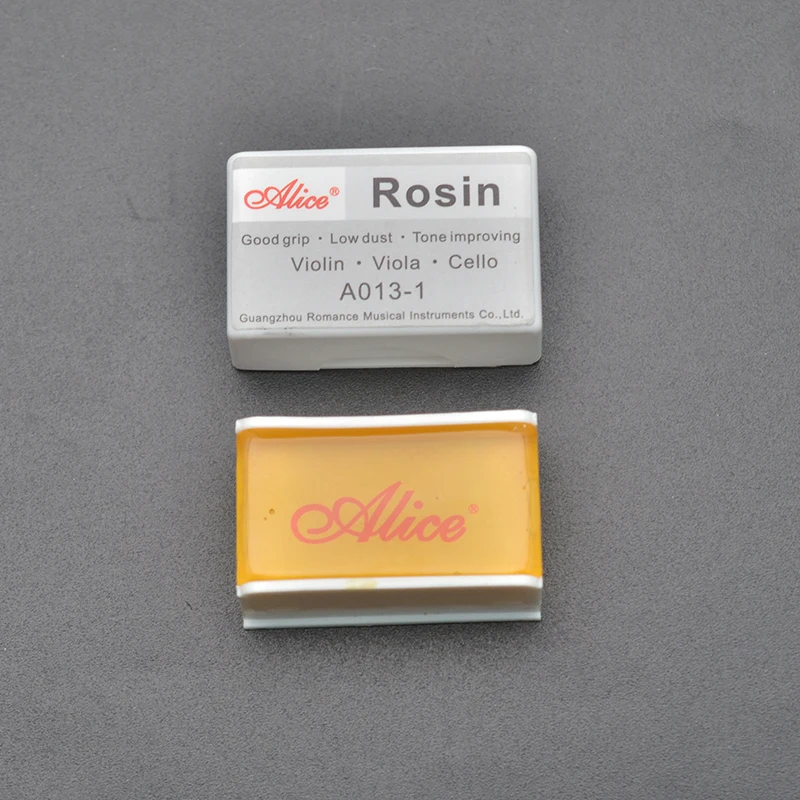 Alice® Rosin
Good grip · Low dust · Tone improving
Violin · Viola · Cello
A013-1
Guangzhou Romance Musical Instruments Co.,Ltd.
Alice®